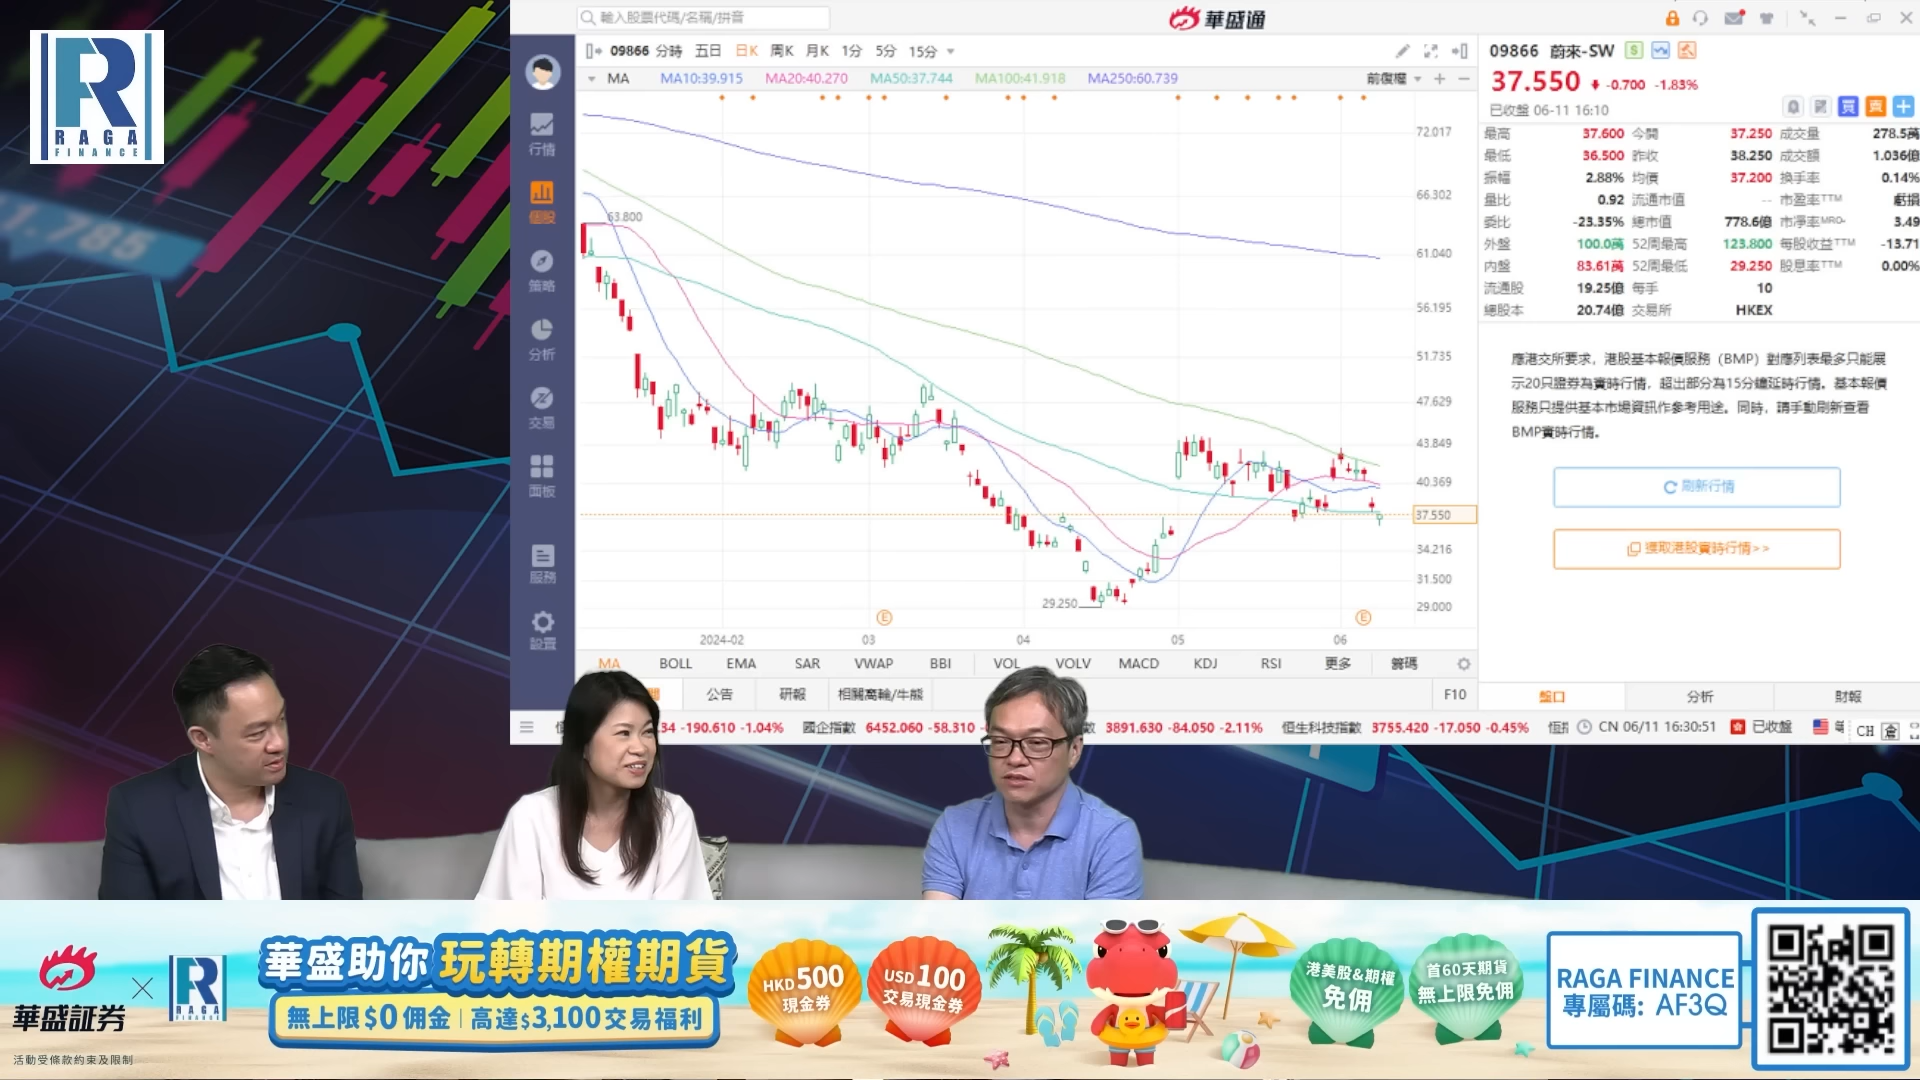 RAGA
FINANCE
輸入股票代碼/名稱/拼音
華盛通
09866 分時 五日 日K 周K 月K 1分 5分 15分
MA MA10:39.915 MA20:40.270 MA50:37.744 MA100:41.918 MA250:60.739 前復權
行情
個股
策略
分析
交易
面板
服務
設置
63.800
29.250
72.017
66.302
61.040
56.195
51.735
47.629
43.849
40.369
37.550
34.216
31.500
29.000
E E
2024-02 03 04 05 06
MA BOLL EMA SAR VWAP BBI VOL VOLV MACD KDJ RSI 更多 籌碼
公告 研報 相關窩輪/牛熊 F10
09866 蔚來-SW
37.550 -0.700 -1.83%
已收盤 06-11 16:10
買 賣
最高 37.600 今開 37.250 成交量 278.5萬
最低 36.500 昨收 38.250 成交額 1.036億
振幅 2.88% 均價 37.200 換手率 0.14%
量比 0.92 流通市值 -- 市盈率TTM 虧損
委比 -23.35% 總市值 778.6億 市淨率MRQ 3.49
外盤 100.0萬 52周最高 123.800 每股收益TTM -13.71
內盤 83.61萬 52周最低 29.250 股息率TTM 0.00%
流通股 19.25億 每手 10
總股本 20.74億 交易所 HKEX
應港交所要求，港股基本報價服務（BMP）對應列表最多只能展
示20只證券為實時行情，超出部分為15分鐘延時行情。基本報價
服務只提供基本市場資訊作參考用途。同時，請手動刷新查看
BMP實時行情。
刷新行情
獲取港股實時行情>>
盤口 分析 財報
.34 -190.610 -1.04% 國企指數 6452.060 -58.310 數 3891.630 -84.050 -2.11% 恒生科技指數 3755.420 -17.050 -0.45% CN 06/11 16:30:51 已收盤 CH 倉
華盛証券
RAGA
FINANCE
活動受條款約束及限制
華盛助你玩轉期權期貨
無上限$0佣金|高達$3,100交易福利
HKD 500
現金券
USD 100
交易現金券
港美股&期權
免佣
首60天期貨
無上限免佣
RAGA FINANCE
專屬碼: AF3Q